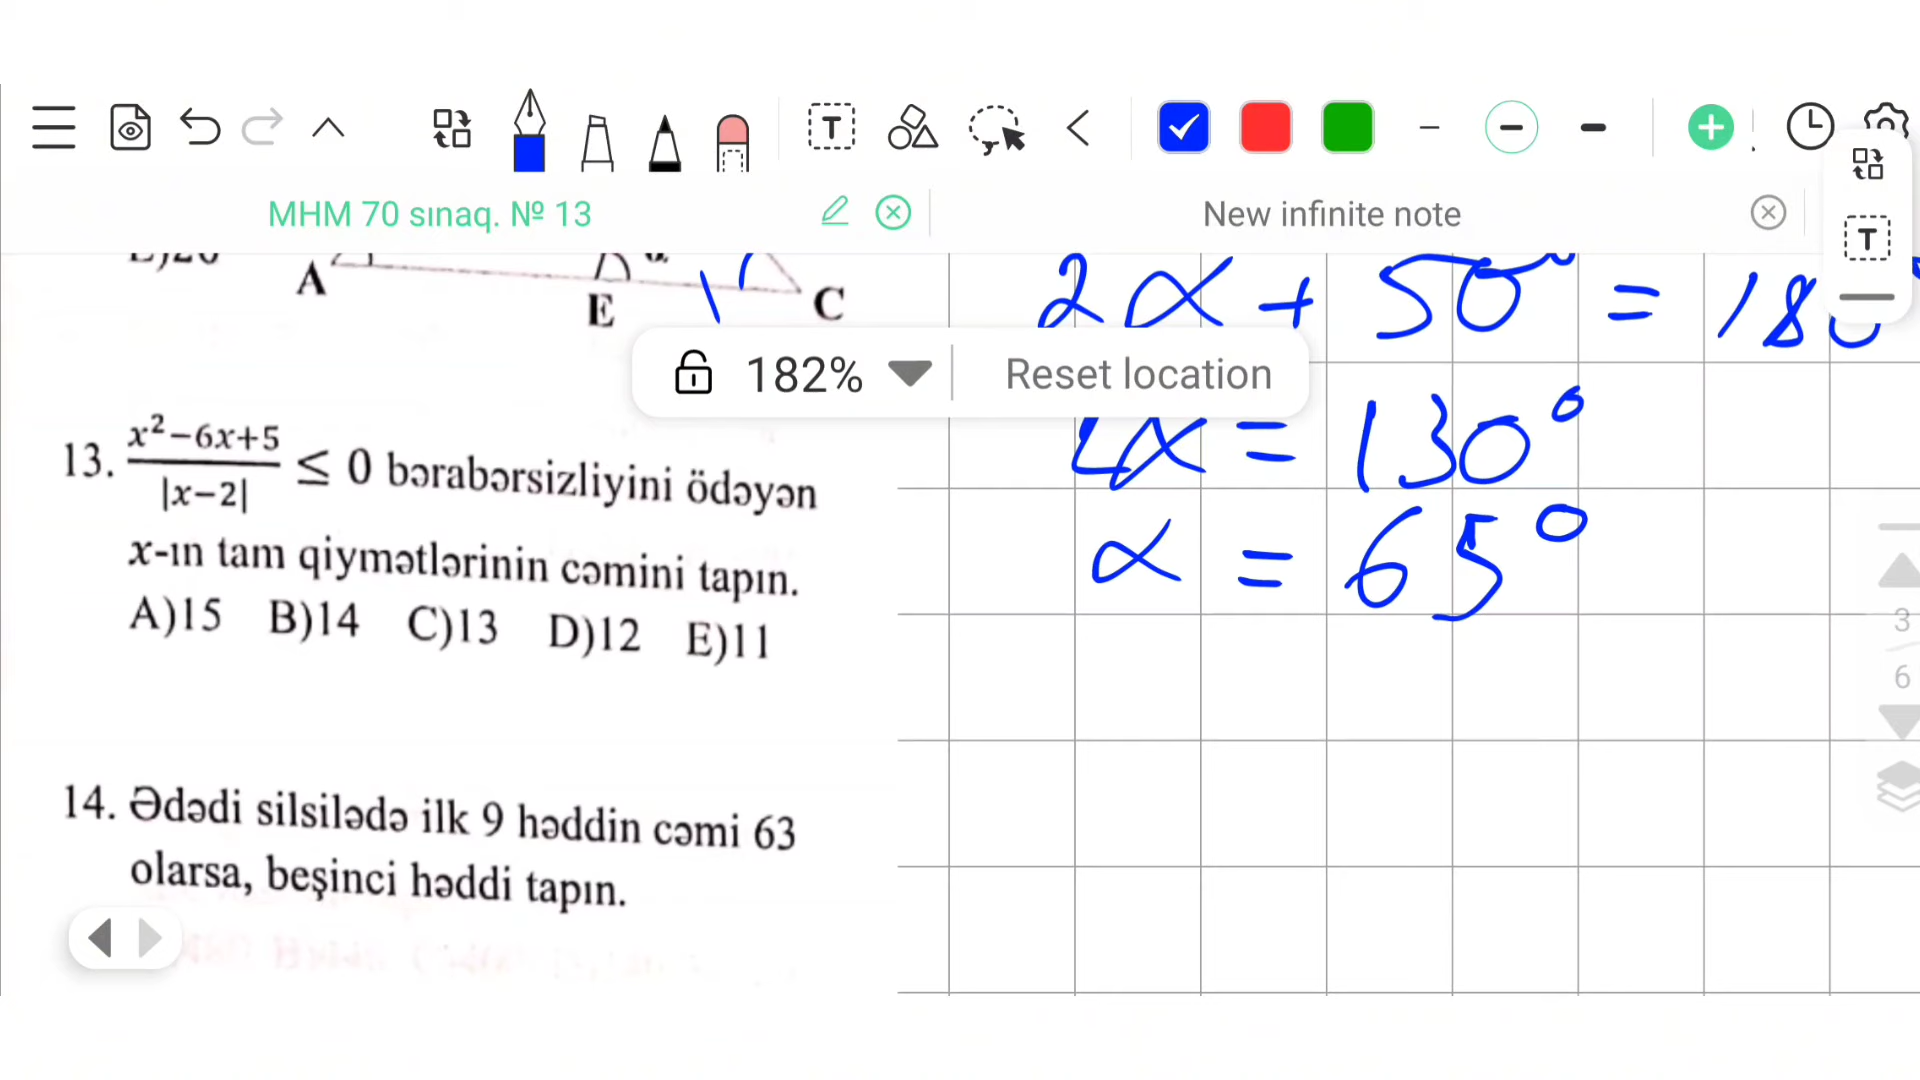 T
T
MHM 70 sınaq. № 13
New infinite note
A
E
C
2α + 50° = 180°
182%
Reset location
2α = 130°
α = 65°
13. x²−6x+5 / |x−2| ≤ 0 bərabərsizliyini ödəyən
x-ın tam qiymətlərinin cəmini tapın.
A)15 B)14 C)13 D)12 E)11
14. Ədədi silsilədə ilk 9 həddin cəmi 63
olarsa, beşinci həddi tapın.
3
6